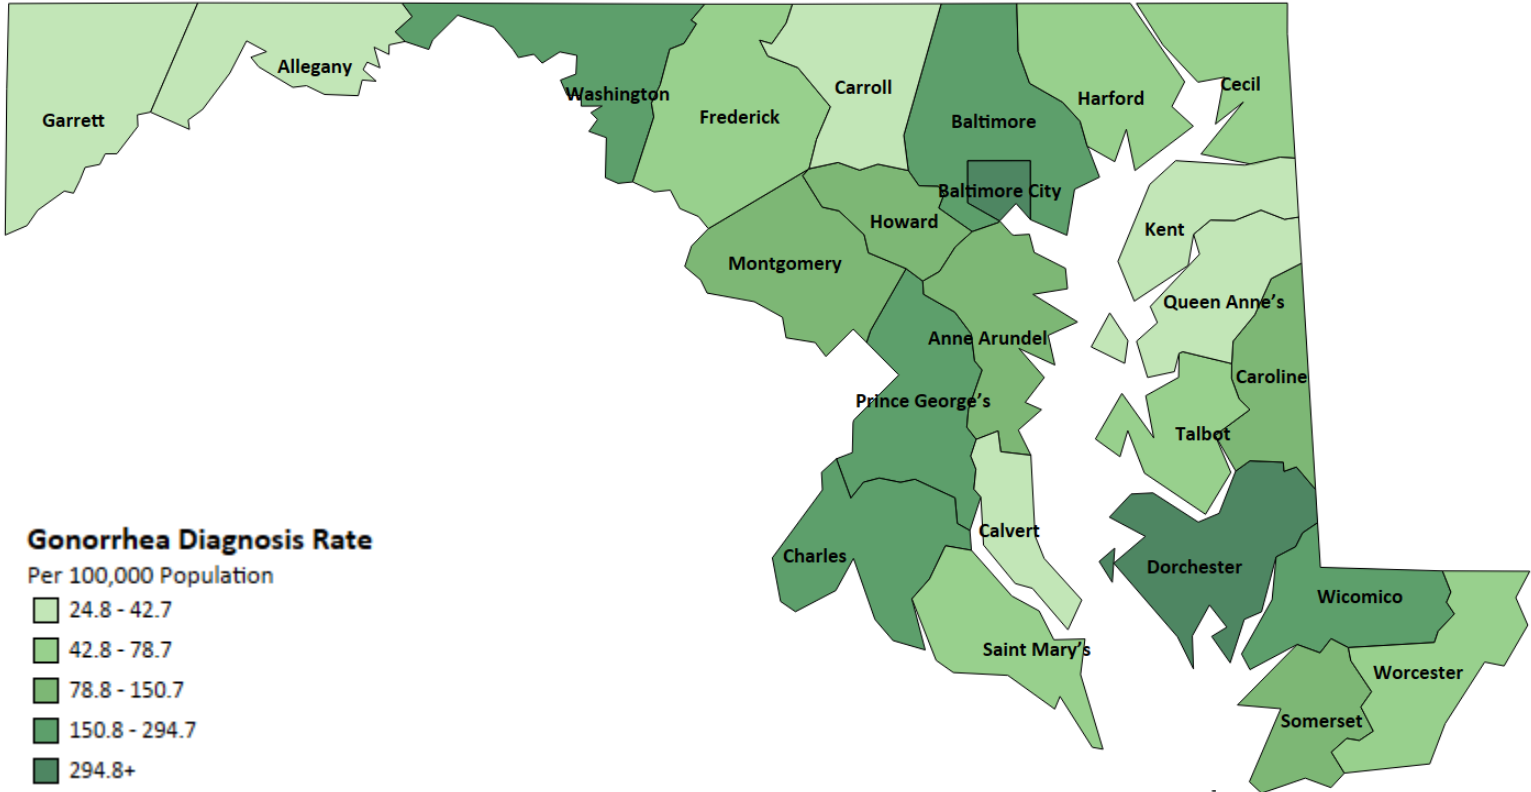 Allegany
Garrett
Washington
Frederick
Carroll
Baltimore
Harford
Cecil
Baltimore City
Howard
Kent
Montgomery
Queen Anne's
Anne Arundel
Caroline
Prince George's
Talbot
Calvert
Charles
Dorchester
Wicomico
Saint Mary's
Worcester
Somerset
Gonorrhea Diagnosis Rate
Per 100,000 Population
24.8 - 42.7
42.8 - 78.7
78.8 - 150.7
150.8 - 294.7
294.8+